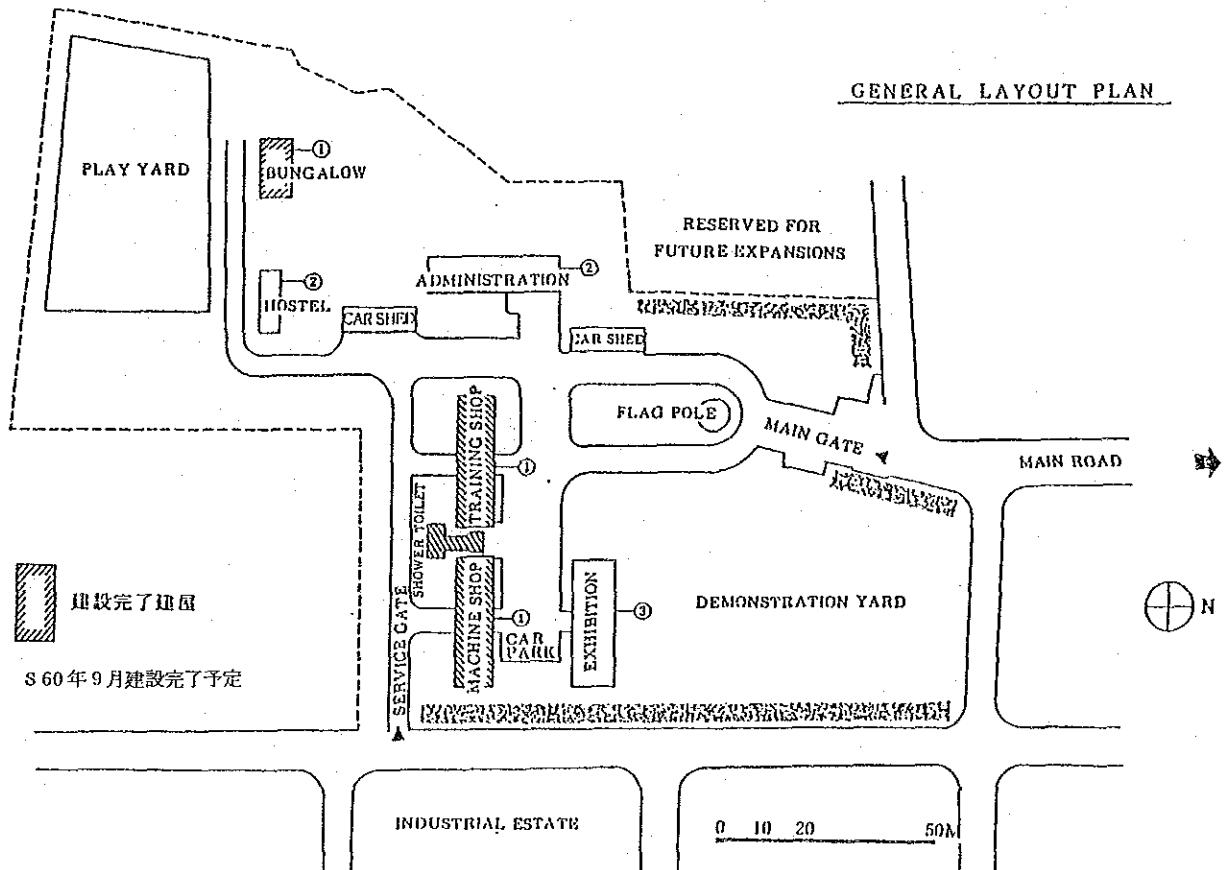 GENERAL LAYOUT PLAN
PLAY YARD
①
BUNGALOW
RESERVED FOR
FUTURE EXPANSIONS
②
HOSTEL
ADMINISTRATION
②
CAR SHED
CAR SHED
FLAG POLE
MAIN GATE
MAIN ROAD
TRAINING SHOP
①
SHOWER TOILET
MACHINE SHOP
①
CAR
PARK
EXHIBITION
③
DEMONSTRATION YARD
N
建設完了建屋
S 60年9月建設完了予定
SERVICE GATE
INDUSTRIAL ESTATE
0 10 20 50M